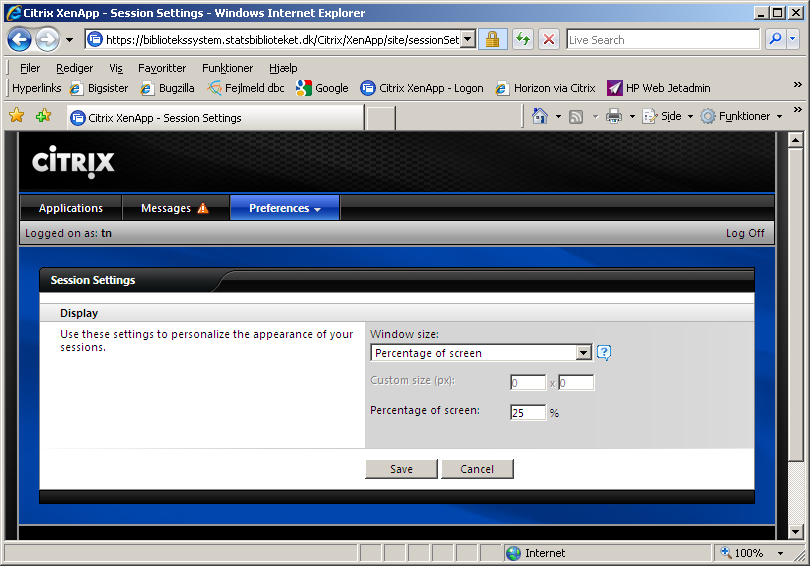 Citrix XenApp - Session Settings - Windows Internet Explorer
https://bibliotekssystem.statsbiblioteket.dk/Citrix/XenApp/site/sessionSet
Live Search
Filer Rediger Vis Favoritter Funktioner Hjælp
Hyperlinks Bigsister Bugzilla Fejlmeld dbc Google Citrix XenApp - Logon Horizon via Citrix HP Web Jetadmin »
Citrix XenApp - Session Settings Side Funktioner »
CITRIX
Applications Messages Preferences
Logged on as: tn Log Off
Session Settings
Display
Use these settings to personalize the appearance of your
sessions.
Window size:
Percentage of screen ?
Custom size (px): 0 x 0
Percentage of screen: 25 %
Save Cancel
Internet 100%